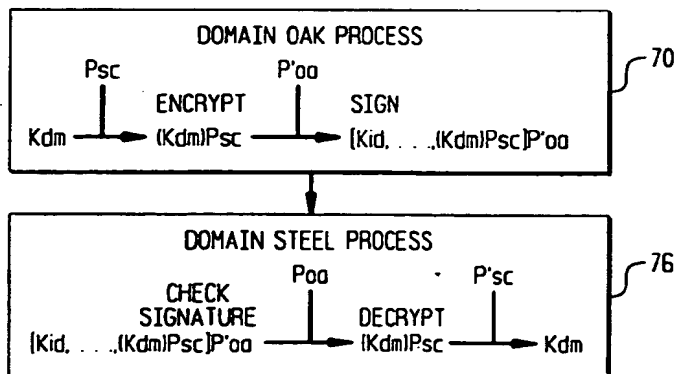 DOMAIN OAK PROCESS
70
Psc P'oa
ENCRYPT SIGN
Kdm (Kdm)Psc [Kid, . . .,(Kdm)Psc]P'oa
DOMAIN STEEL PROCESS
76
Poa P'sc
CHECK
SIGNATURE DECRYPT
[Kid, . . .,(Kdm)Psc]P'oa (Kdm)Psc Kdm